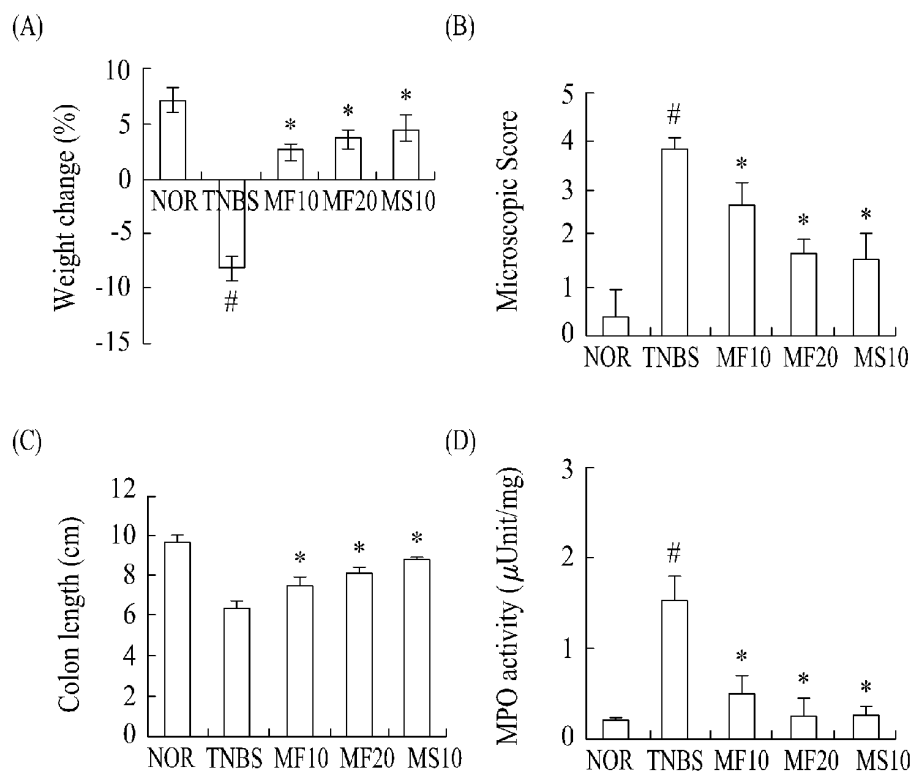 (A)
Weight change (%)
10
5
0
-5
-10
-15
NOR
TNBS
MF10
MF20
MS10
#
*
*
*
(B)
Microscopic Score
5
4
3
2
1
0
#
*
*
*
NOR
TNBS
MF10
MF20
MS10
(C)
Colon length (cm)
12
10
8
6
4
2
0
*
*
*
NOR
TNBS
MF10
MF20
MS10
(D)
MPO activity (μUnit/mg)
3
2
1
0
#
*
*
*
NOR
TNBS
MF10
MF20
MS10